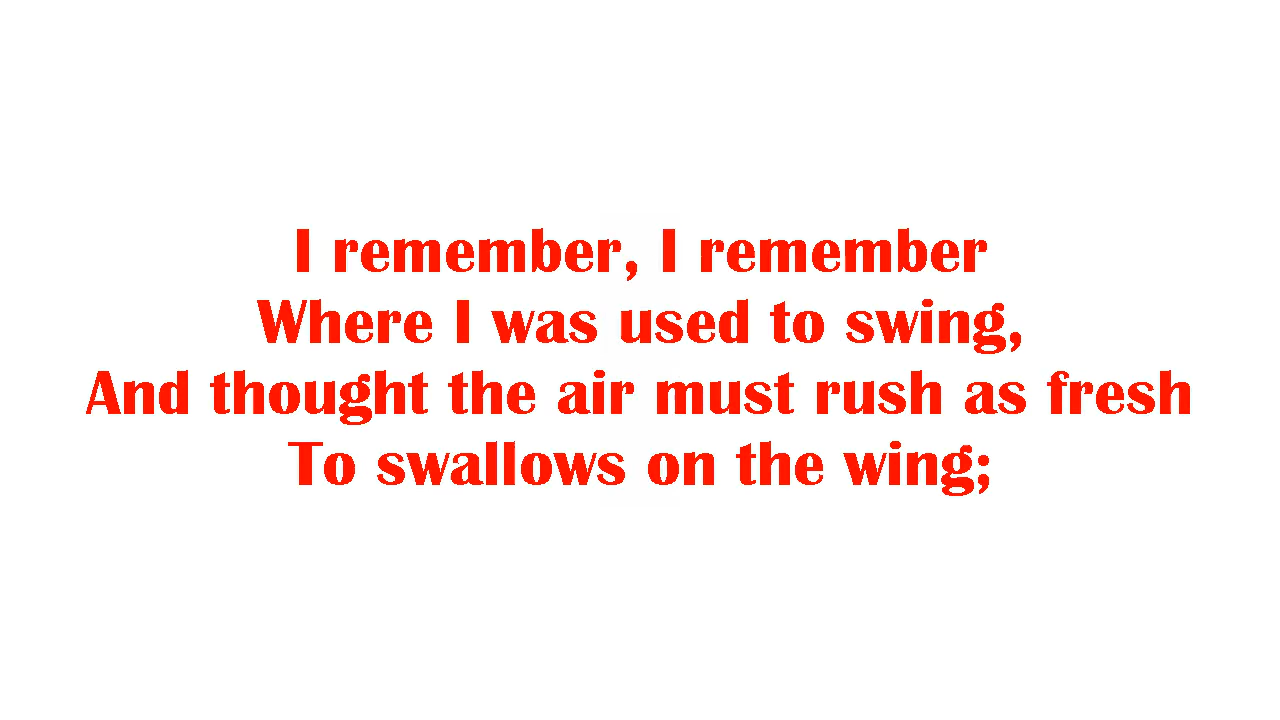 I remember, I remember
Where I was used to swing,
And thought the air must rush as fresh
To swallows on the wing;